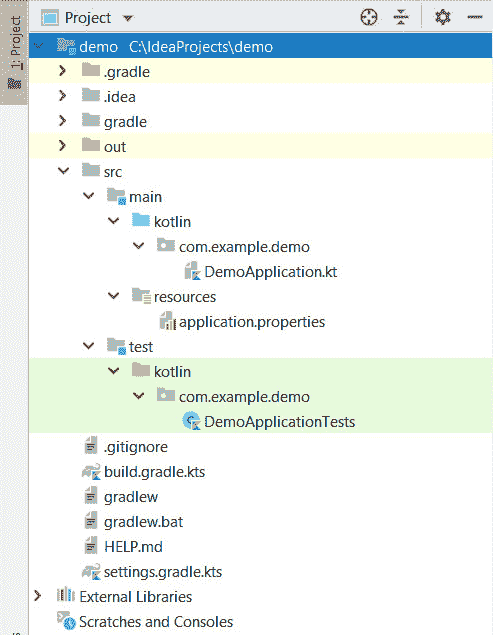 1: Project
Project
demo C:\IdeaProjects\demo
.gradle
.idea
gradle
out
src
main
kotlin
com.example.demo
DemoApplication.kt
resources
application.properties
test
kotlin
com.example.demo
DemoApplicationTests
.gitignore
build.gradle.kts
gradlew
gradlew.bat
HELP.md
settings.gradle.kts
External Libraries
Scratches and Consoles